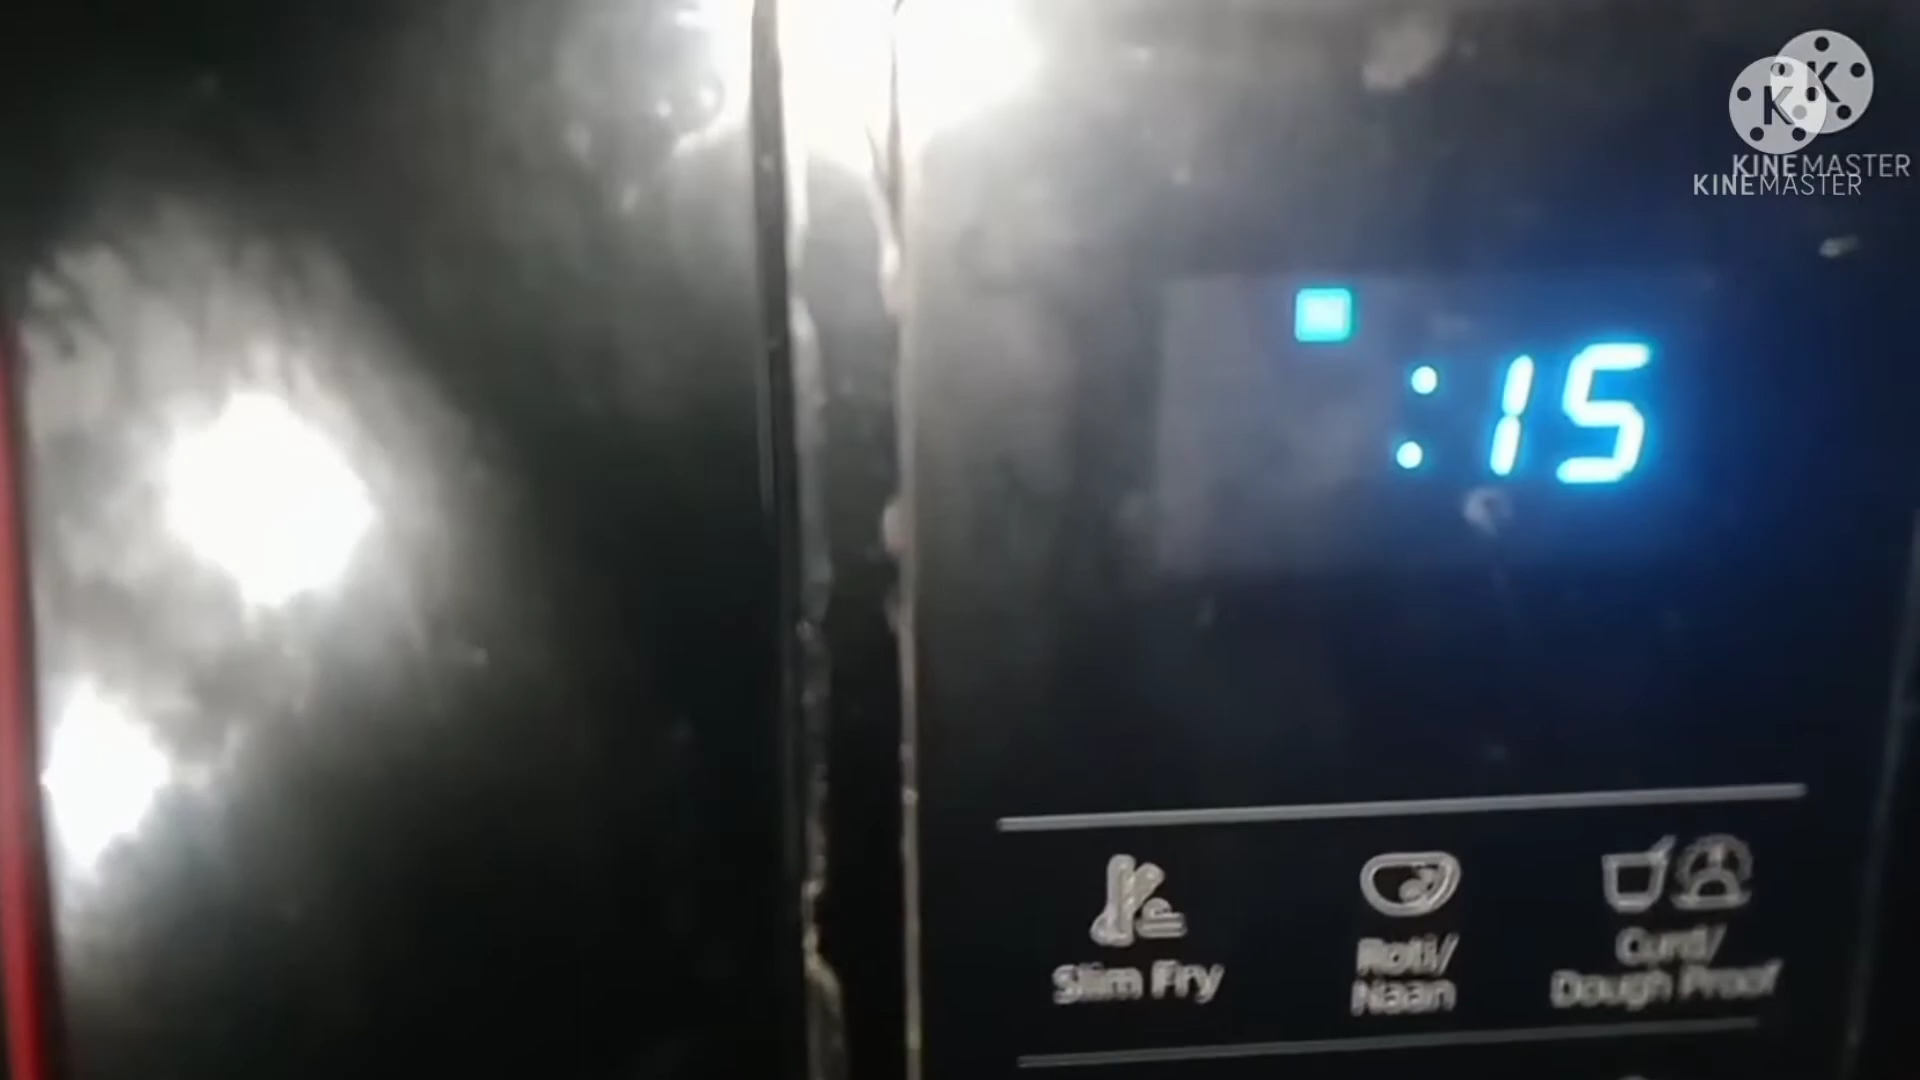 K
K
KINEMASTER
KINEMASTER
:15
Slim Fry
Roti/
Naan
Curd/
Dough Proof